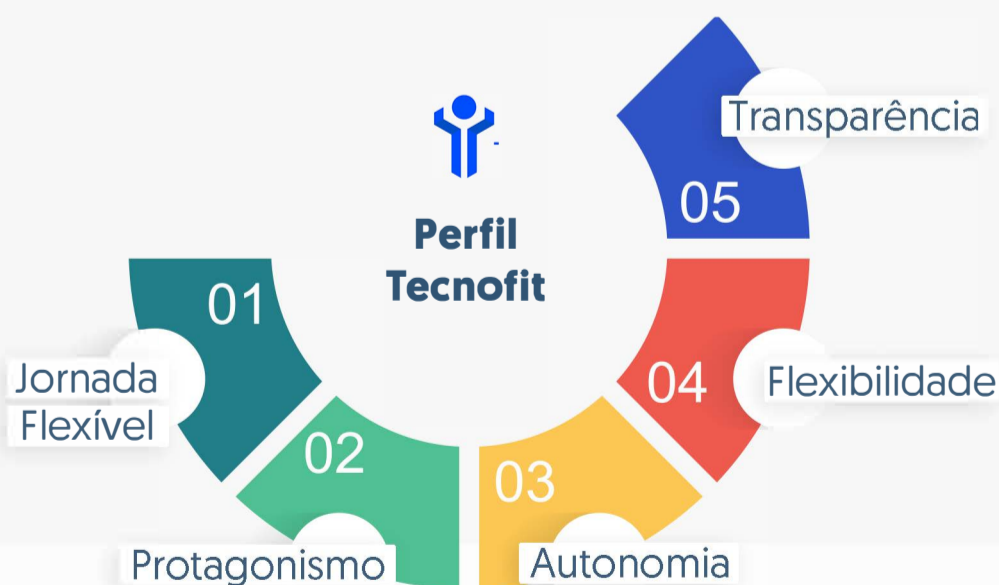 Perfil
Tecnofit
01
Jornada
Flexível
02
Protagonismo
03
Autonomia
04
Flexibilidade
05
Transparência